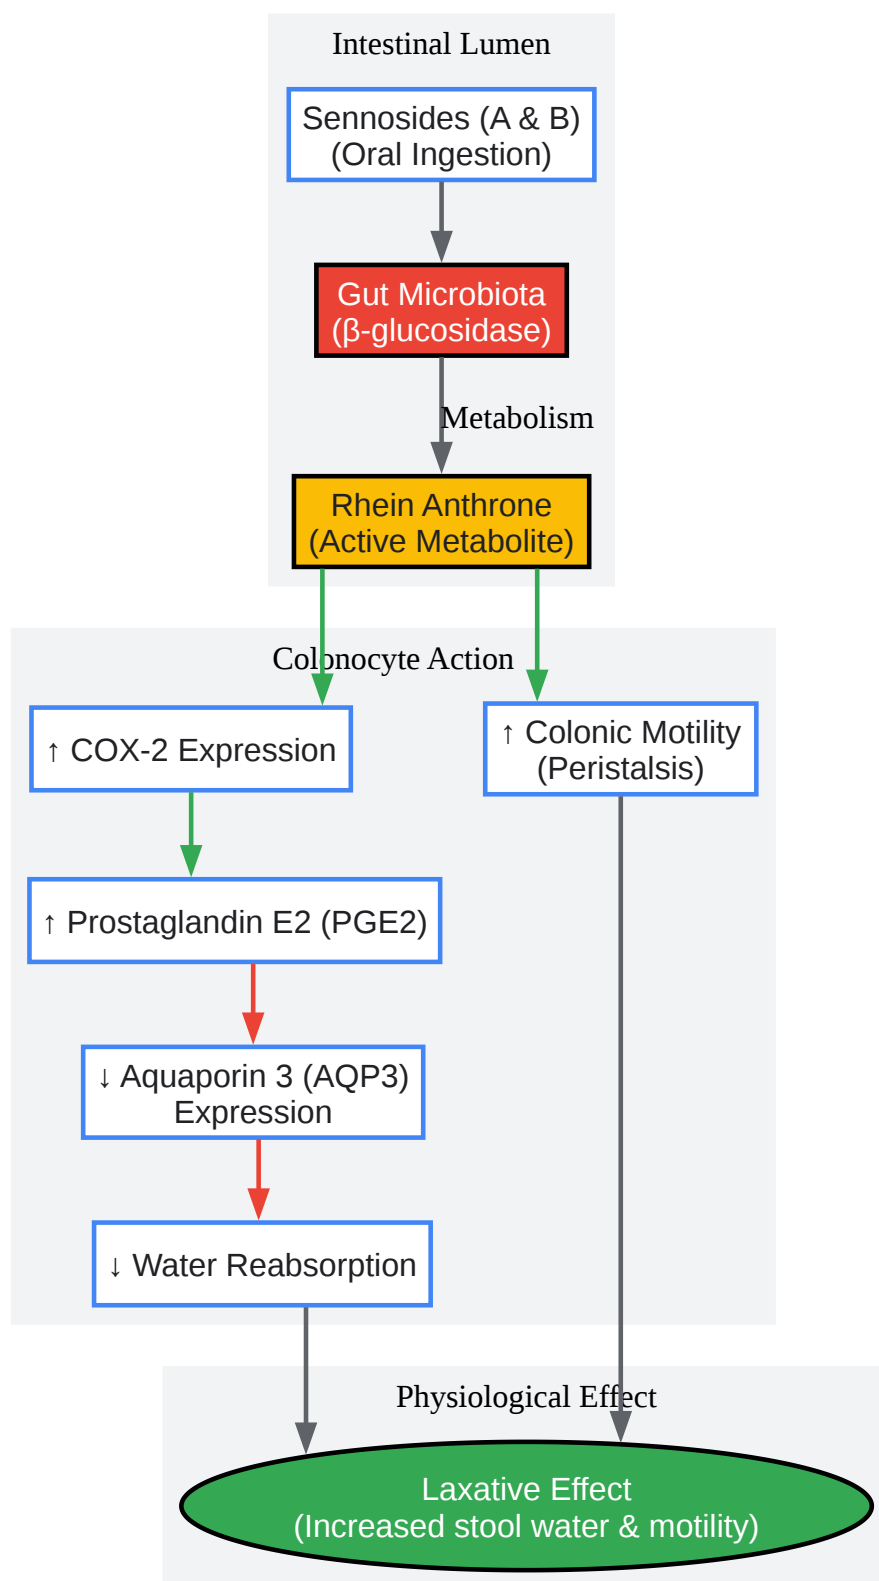 Intestinal Lumen
Sennosides (A & B)
(Oral Ingestion)
Gut Microbiota
(β-glucosidase)
Metabolism
Rhein Anthrone
(Active Metabolite)
Colonocyte Action
↑ COX-2 Expression
↑ Colonic Motility
(Peristalsis)
↑ Prostaglandin E2 (PGE2)
↓ Aquaporin 3 (AQP3)
Expression
↓ Water Reabsorption
Physiological Effect
Laxative Effect
(Increased stool water & motility)